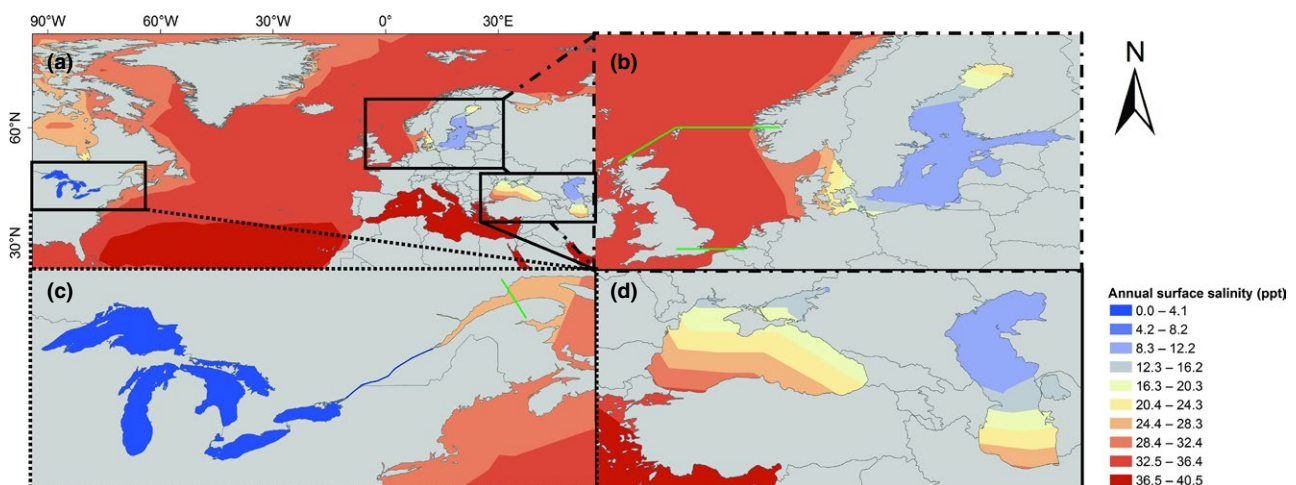 90°W 60°W 30°W 0° 30°E
60°N
30°N
(a)
(b)
N
(c)
(d)
Annual surface salinity (ppt)
0.0 – 4.1
4.2 – 8.2
8.3 – 12.2
12.3 – 16.2
16.3 – 20.3
20.4 – 24.3
24.4 – 28.3
28.4 – 32.4
32.5 – 36.4
36.5 – 40.5